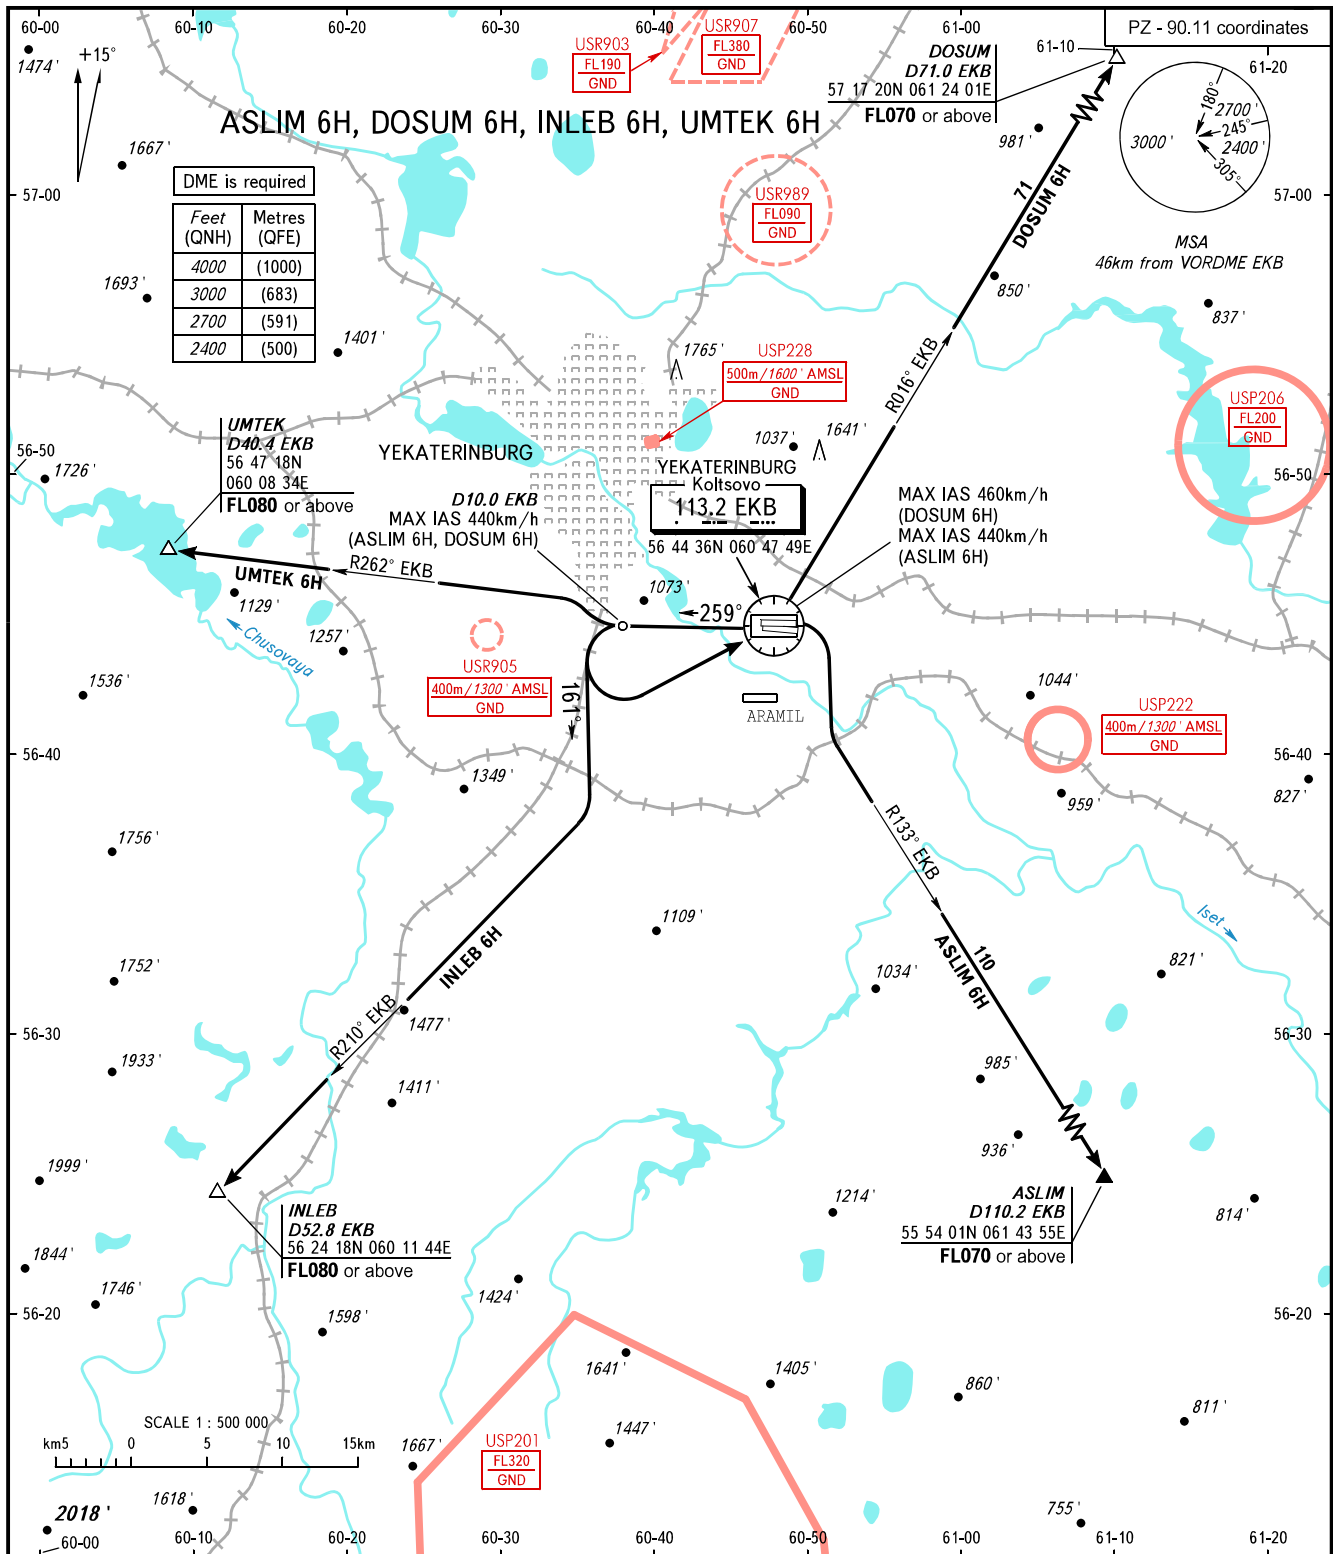 60-00
60-10
60-20
60-30
60-40
60-50
61-00
61-10
61-20
PZ - 90.11 coordinates
1474'
+15°
USR903
FL190
GND
USR907
FL380
GND
DOSUM
D71.0 EKB
57 17 20N 061 24 01E
FL070 or above
ASLIM 6H, DOSUM 6H, INLEB 6H, UMTEK 6H
981'
3000'
180°
2700'
245°
2400'
305°
MSA
46km from VORDME EKB
1667'
DME is required
Feet (QNH)
Metres (QFE)
4000 (1000)
3000 (683)
2700 (591)
2400 (500)
57-00
57-00
USR989
FL090
GND
71
DOSUM 6H
1693'
1401'
850'
837'
1765'
USP228
500m/1600' AMSL
GND
R016° EKB
USP206
FL200
GND
UMTEK
D40.4 EKB
56 47 18N
060 08 34E
FL080 or above
56-50
56-50
1726'
YEKATERINBURG
1037'
1641'
YEKATERINBURG
Koltsovo
113.2 EKB
56 44 36N 060 47 49E
D10.0 EKB
MAX IAS 440km/h
(ASLIM 6H, DOSUM 6H)
MAX IAS 460km/h
(DOSUM 6H)
MAX IAS 440km/h
(ASLIM 6H)
R262° EKB
UMTEK 6H
1129'
1073'
259°
1257'
Chusovaya
USR905
400m/1300' AMSL
GND
161°
ARAMIL
1536'
1044'
USP222
400m/1300' AMSL
GND
56-40
56-40
1349'
959'
827'
1756'
R133° EKB
1109'
Iset
INLEB 6H
110
ASLIM 6H
1752'
1034'
821'
1477'
R210° EKB
56-30
56-30
1933'
1411'
985'
936'
1999'
INLEB
D52.8 EKB
56 24 18N 060 11 44E
FL080 or above
1214'
ASLIM
D110.2 EKB
55 54 01N 061 43 55E
FL070 or above
814'
1844'
1746'
1424'
56-20
56-20
1598'
1641'
1405'
860'
811'
SCALE 1 : 500 000
km5 0 5 10 15km
1667'
USP201
FL320
GND
1447'
1618'
2018'
755'
60-00
60-10
60-20
60-30
60-40
60-50
61-00
61-10
61-20